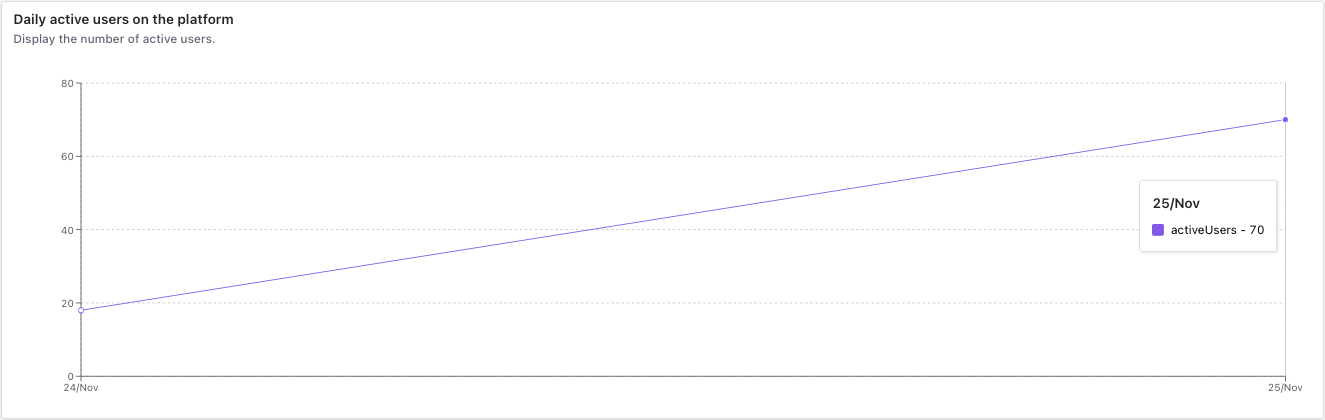 Daily active users on the platform
Display the number of active users.
80
60
40
20
0
25/Nov
activeUsers - 70
24/Nov
25/Nov